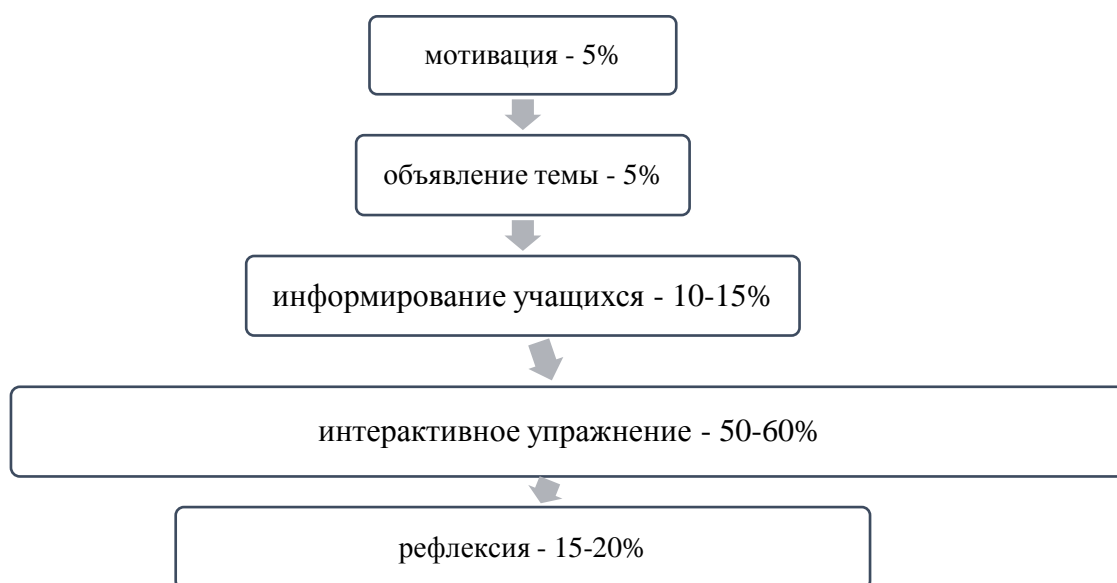 мотивация - 5%
объявление темы - 5%
информирование учащихся - 10-15%
интерактивное упражнение - 50-60%
рефлексия - 15-20%